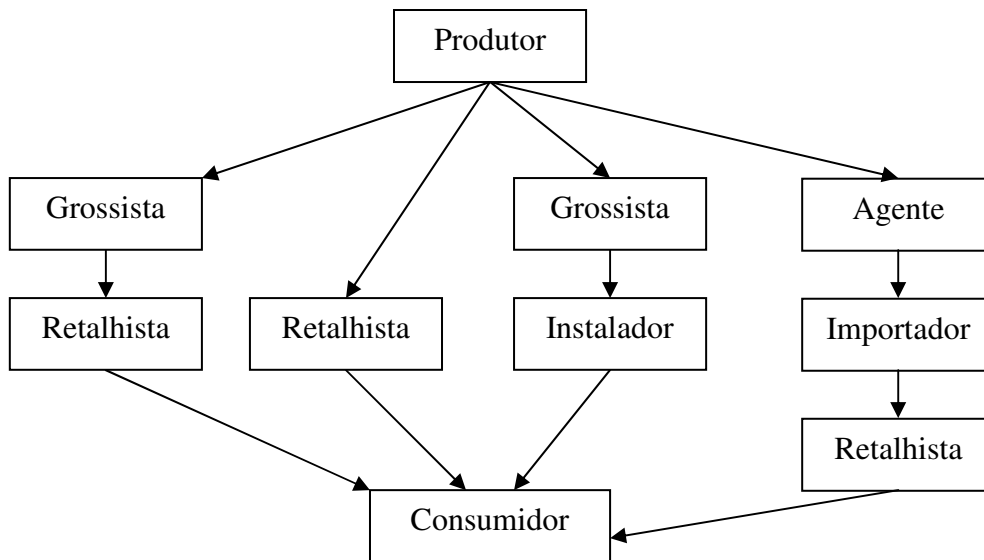 Produtor
Grossista
Grossista
Agente
Retalhista
Retalhista
Instalador
Importador
Retalhista
Consumidor